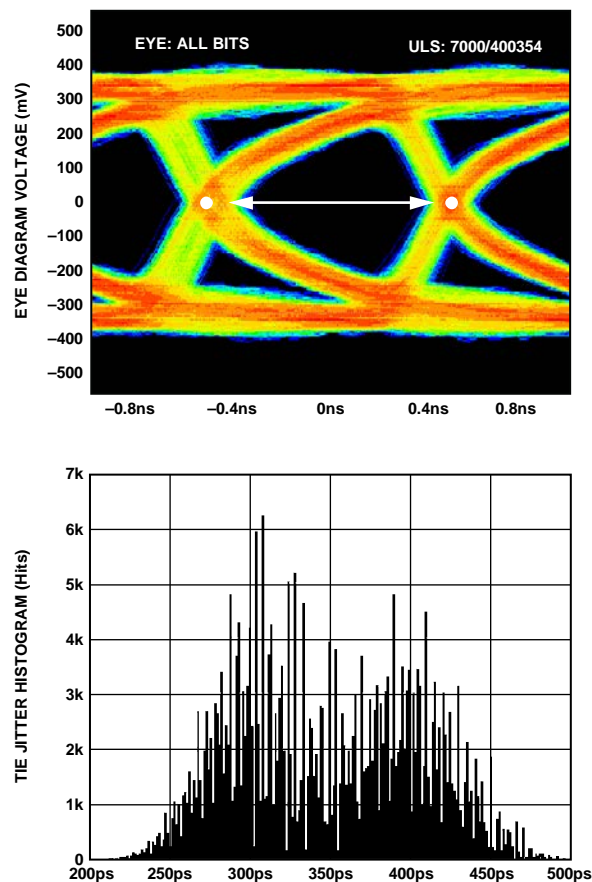 EYE: ALL BITS
ULS: 7000/400354
EYE DIAGRAM VOLTAGE (mV)
500
400
300
200
100
0
–100
–200
–300
–400
–500
–0.8ns
–0.4ns
0ns
0.4ns
0.8ns
TIE JITTER HISTOGRAM (Hits)
7k
6k
5k
4k
3k
2k
1k
0
200ps
250ps
300ps
350ps
400ps
450ps
500ps